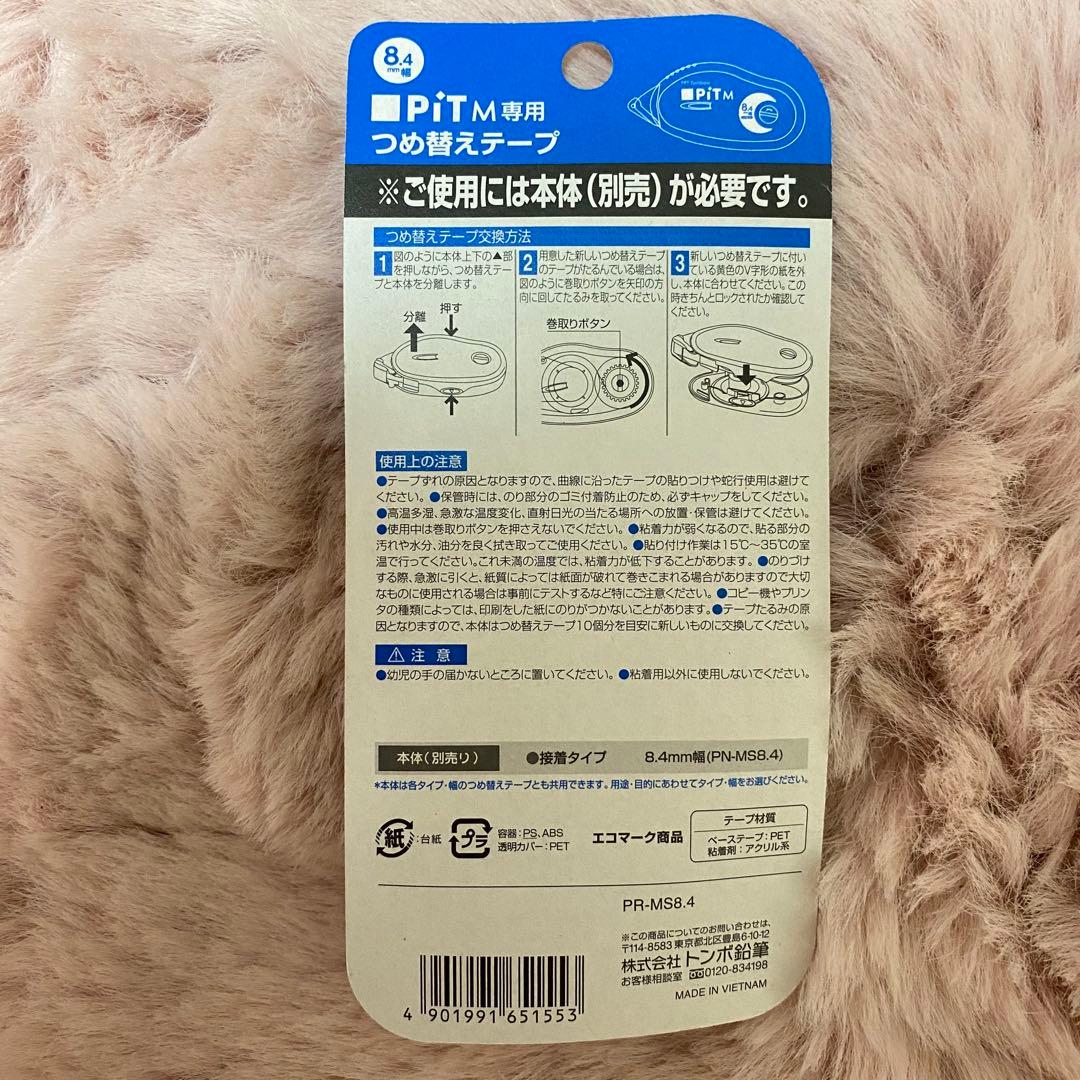 8.4
mm幅
PiT M 専用
つめ替えテープ
PiT M
8.4
※ご使用には本体(別売)が必要です。
つめ替えテープ交換方法
1 図のように本体上下の▲部
を押しながら、つめ替えテー
プと本体を分離します。
分離
押す
2 用意した新しいつめ替えテープ
のテープがたるんでいる場合は、
図のように巻取りボタンを矢印の方
向に回してたるみを取ってください。
巻取りボタン
3 新しいつめ替えテープに付い
ている黄色のV字形の紙を外
し、本体に合わせてください。この
時きちんとロックされたか確認して
ください。
使用上の注意
●テープずれの原因となりますので、曲線に沿ったテープの貼りつけや蛇行使用は避けて
ください。●保管時には、のり部分のゴミ付着防止のため、必ずキャップをしてください。
●高温多湿、急激な温度変化、直射日光の当たる場所への放置・保管は避けてください。
●使用中は巻取りボタンを押さえないでください。●粘着力が弱くなるので、貼る部分の
汚れや水分、油分を良く拭き取ってご使用ください。●貼り付け作業は15℃〜35℃の室
温で行ってください。これ未満の温度では、粘着力が低下することがあります。●のりづけ
する際、急激に引くと、紙質によっては紙面が破れて巻きこまれる場合がありますので大切
なものに使用される場合は事前にテストするなど特にご注意ください。●コピー機やプリン
タの種類によっては、印刷をした紙にのりがつかないことがあります。●テープたるみの原
因となりますので、本体はつめ替えテープ10個分を目安に新しいものに交換してください。
⚠注意
●幼児の手の届かないところに置いてください。●粘着用以外に使用しないでください。
本体(別売り) ●接着タイプ 8.4mm幅(PN-MS8.4)
*本体は各タイプ・幅のつめ替えテープとも共用できます。用途・目的にあわせてタイプ・幅をお選びください。
紙:台紙
プラ
容器:PS、ABS
透明カバー:PET
エコマーク商品
テープ材質
ベーステープ:PET
粘着剤:アクリル系
PR-MS8.4
※この商品についてのお問い合わせは、
〒114-8583 東京都北区豊島6-10-12
株式会社トンボ鉛筆
お客様相談室 0120-834198
MADE IN VIETNAM
4 901991 651553